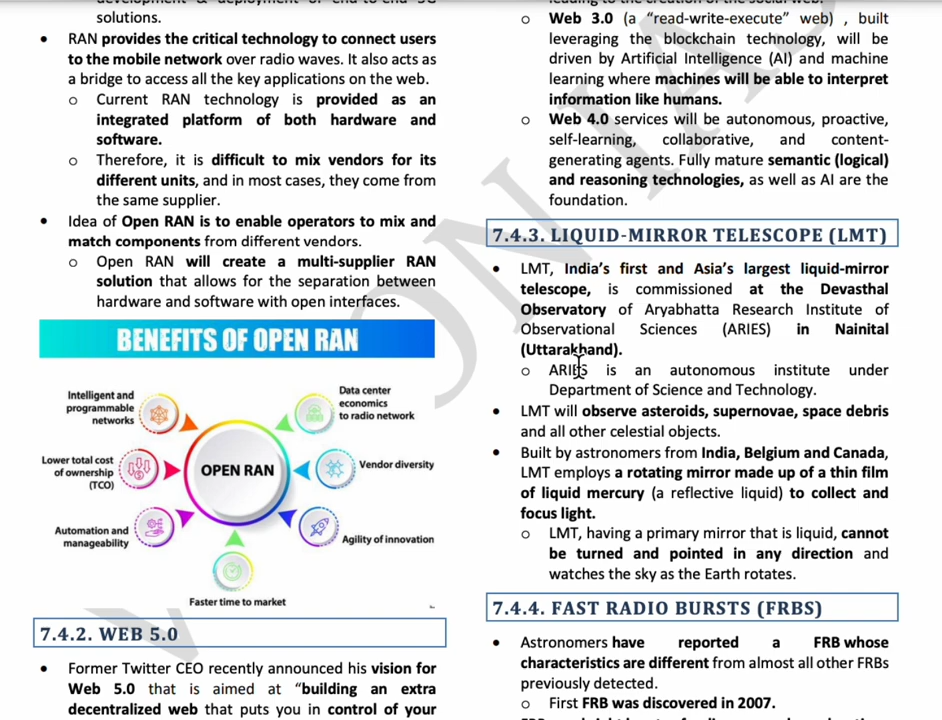 solutions.
• RAN provides the critical technology to connect users
to the mobile network over radio waves. It also acts as
a bridge to access all the key applications on the web.
o Current RAN technology is provided as an
integrated platform of both hardware and
software.
o Therefore, it is difficult to mix vendors for its
different units, and in most cases, they come from
the same supplier.
• Idea of Open RAN is to enable operators to mix and
match components from different vendors.
o Open RAN will create a multi-supplier RAN
solution that allows for the separation between
hardware and software with open interfaces.
BENEFITS OF OPEN RAN
Intelligent and
programmable
networks
Data center
economics
to radio network
Lower total cost
of ownership
(TCO)
OPEN RAN
Vendor diversity
Automation and
manageability
Agility of innovation
Faster time to market
7.4.2. WEB 5.0
• Former Twitter CEO recently announced his vision for
Web 5.0 that is aimed at “building an extra
decentralized web that puts you in control of your
o Web 3.0 (a “read-write-execute” web) , built
leveraging the blockchain technology, will be
driven by Artificial Intelligence (AI) and machine
learning where machines will be able to interpret
information like humans.
o Web 4.0 services will be autonomous, proactive,
self-learning, collaborative, and content-
generating agents. Fully mature semantic (logical)
and reasoning technologies, as well as AI are the
foundation.
7.4.3. LIQUID-MIRROR TELESCOPE (LMT)
• LMT, India’s first and Asia’s largest liquid-mirror
telescope, is commissioned at the Devasthal
Observatory of Aryabhatta Research Institute of
Observational Sciences (ARIES) in Nainital
(Uttarakhand).
o ARIES is an autonomous institute under
Department of Science and Technology.
• LMT will observe asteroids, supernovae, space debris
and all other celestial objects.
• Built by astronomers from India, Belgium and Canada,
LMT employs a rotating mirror made up of a thin film
of liquid mercury (a reflective liquid) to collect and
focus light.
o LMT, having a primary mirror that is liquid, cannot
be turned and pointed in any direction and
watches the sky as the Earth rotates.
7.4.4. FAST RADIO BURSTS (FRBS)
• Astronomers have reported a FRB whose
characteristics are different from almost all other FRBs
previously detected.
o First FRB was discovered in 2007.